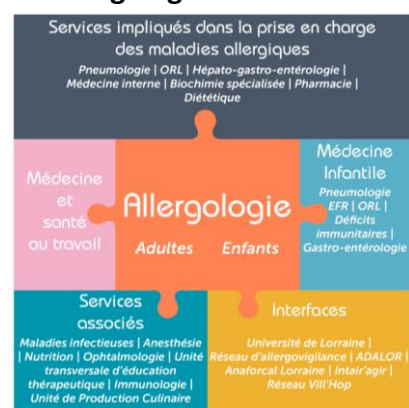 Services impliqués dans la prise en charge
des maladies allergiques
Pneumologie | ORL | Hépato-gastro-entérologie |
Médecine interne | Biochimie spécialisée | Pharmacie |
Diététique
Médecine
et
santé
au travail
Allergologie
Adultes Enfants
Médecine
Infantile
Pneumologie
EFR | ORL |
Déficits
immunitaires |
Gastro-entérologie
Services
associés
Maladies infectieuses | Anesthésie
| Nutrition | Ophtalmologie | Unité
transversale d'éducation
thérapeutique | Immunologie |
Unité de Production Culinaire
Interfaces
Université de Lorraine |
Réseau d'allergovigilance | ADALOR |
Anaforcal Lorraine | Intair'agir |
Réseau Vill'Hop